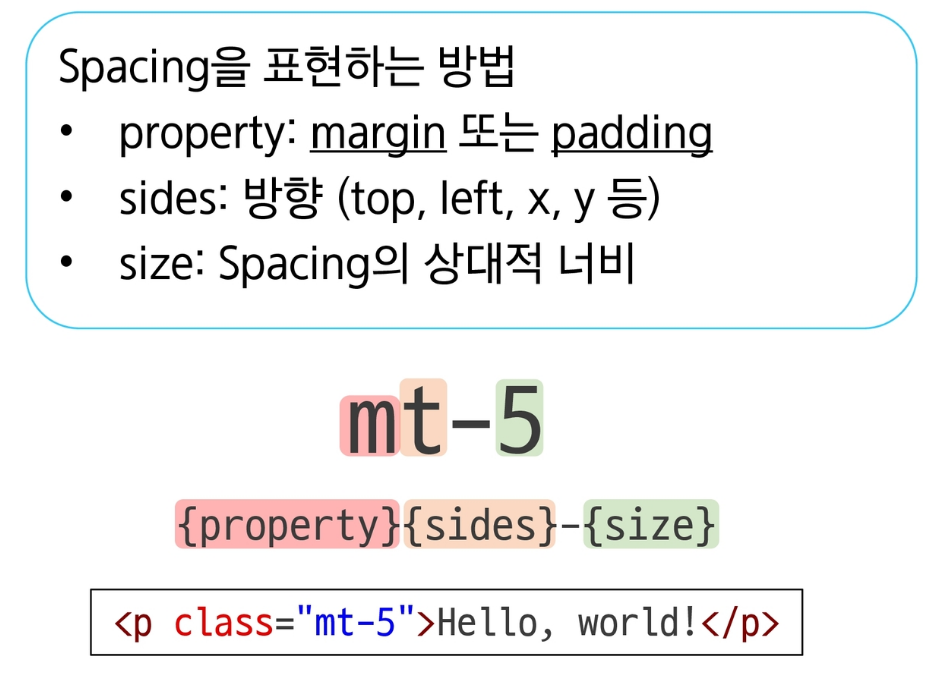 Spacing을 표현하는 방법
• property: margin 또는 padding
• sides: 방향 (top, left, x, y 등)
• size: Spacing의 상대적 너비
mt-5
{property}{sides}-{size}
<p class="mt-5">Hello, world!</p>